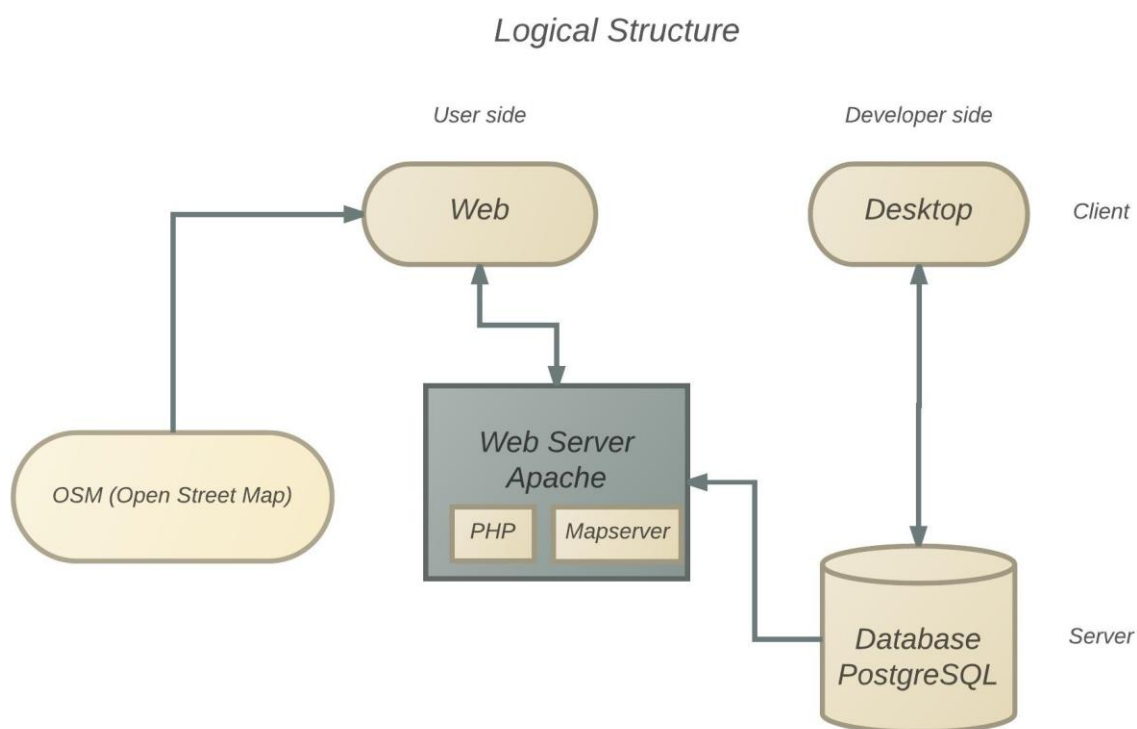 Logical Structure
User side
Developer side
Web
Desktop
Client
Web Server
Apache
OSM (Open Street Map)
PHP
Mapserver
Database
PostgreSQL
Server